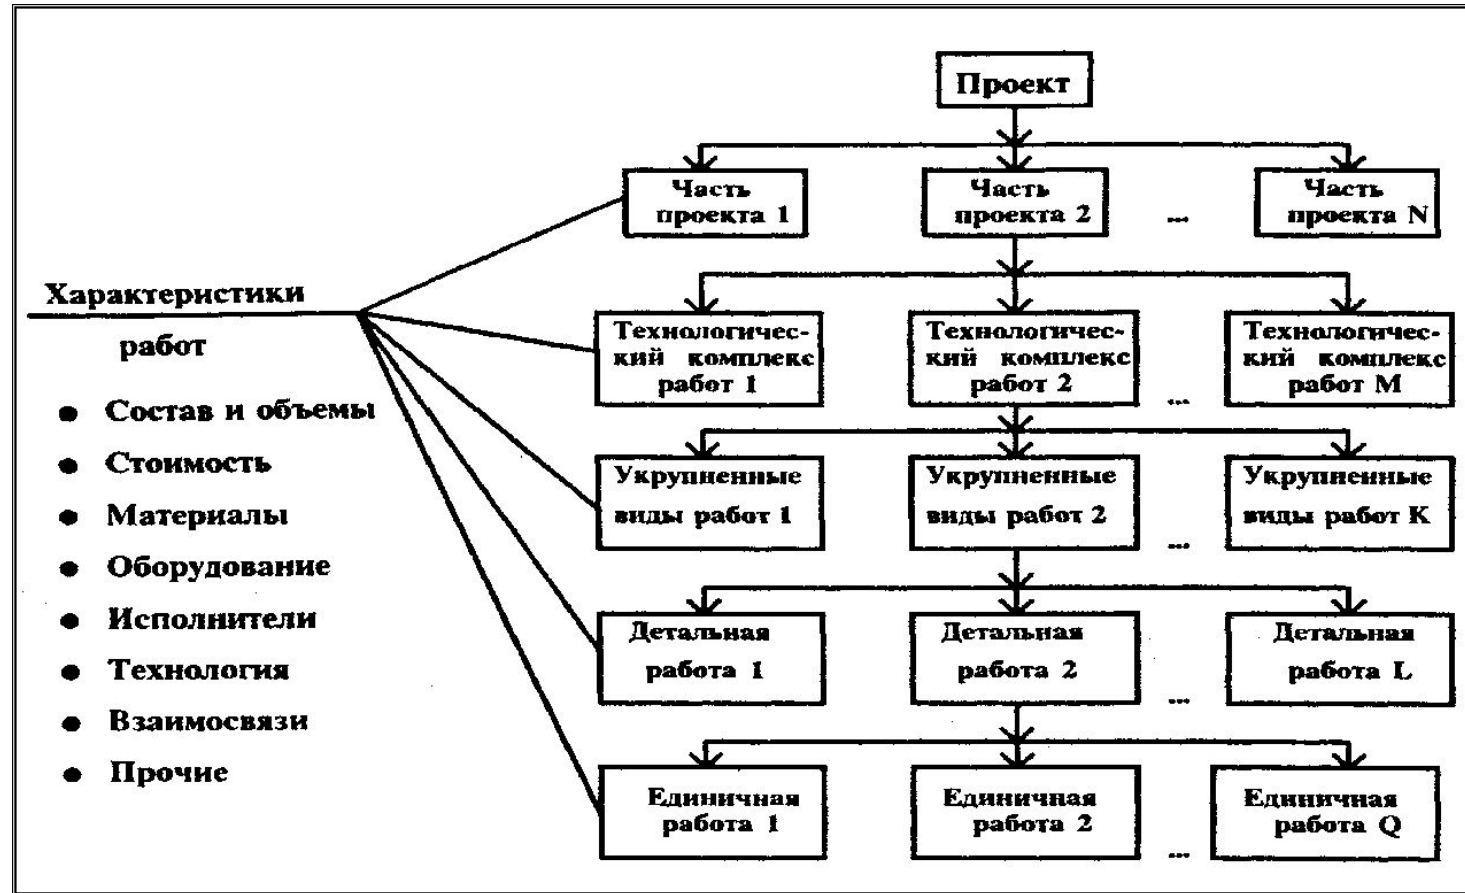 Проект
Часть
проекта 1
Часть
проекта 2
...
Часть
проекта N
Характеристики
работ
Состав и объемы
Стоимость
Материалы
Оборудование
Исполнители
Технология
Взаимосвязи
Прочие
Технологичес-
кий комплекс
работ 1
Технологичес-
кий комплекс
работ 2
...
Технологичес-
кий комплекс
работ M
Укрупненные
виды работ 1
Укрупненные
виды работ 2
...
Укрупненные
виды работ K
Детальная
работа 1
Детальная
работа 2
...
Детальная
работа L
Единичная
работа 1
Единичная
работа 2
...
Единичная
работа Q